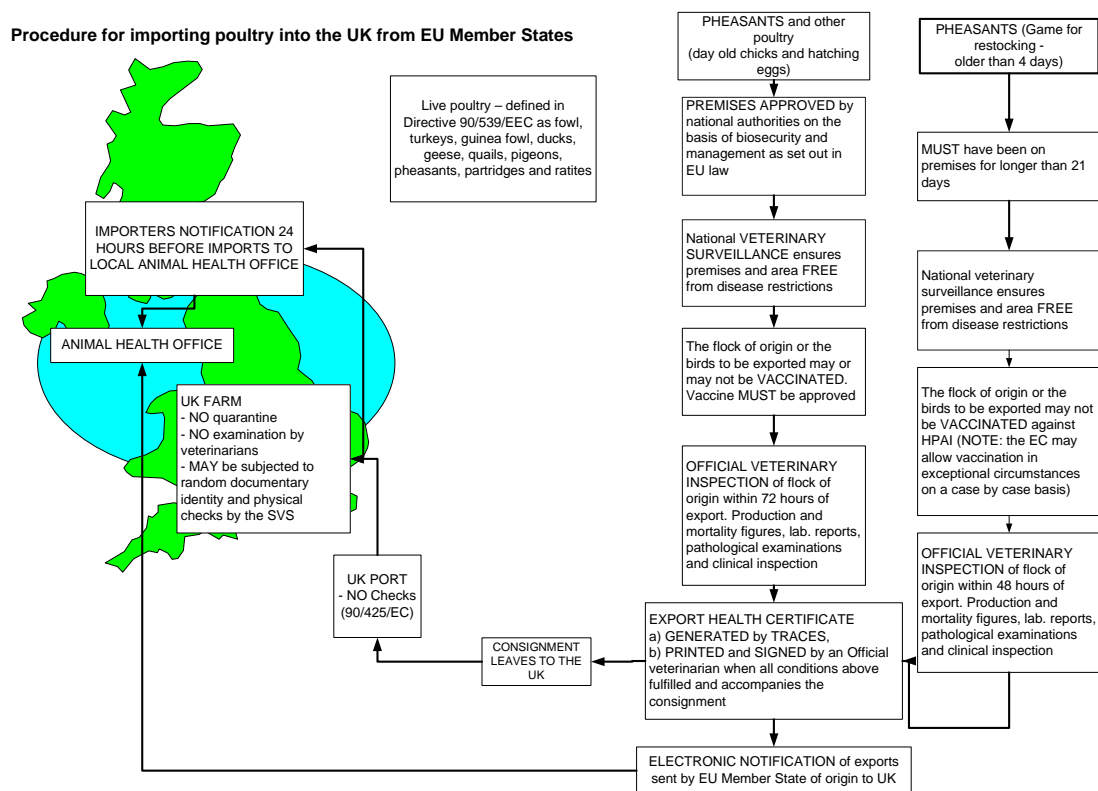 Procedure for importing poultry into the UK from EU Member States
Live poultry – defined in
Directive 90/539/EEC as fowl,
turkeys, guinea fowl, ducks,
geese, quails, pigeons,
pheasants, partridges and ratites
IMPORTERS NOTIFICATION 24
HOURS BEFORE IMPORTS TO
LOCAL ANIMAL HEALTH OFFICE
ANIMAL HEALTH OFFICE
UK FARM
- NO quarantine
- NO examination by
veterinarians
- MAY be subjected to
random documentary
identity and physical
checks by the SVS
UK PORT
- NO Checks
(90/425/EC)
CONSIGNMENT
LEAVES TO THE
UK
PHEASANTS and other
poultry
(day old chicks and hatching
eggs)
PREMISES APPROVED by
national authorities on the
basis of biosecurity and
management as set out in
EU law
National VETERINARY
SURVEILLANCE ensures
premises and area FREE
from disease restrictions
The flock of origin or the
birds to be exported may or
may not be VACCINATED.
Vaccine MUST be approved
OFFICIAL VETERINARY
INSPECTION of flock of
origin within 72 hours of
export. Production and
mortality figures, lab. reports,
pathological examinations
and clinical inspection
EXPORT HEALTH CERTIFICATE
a) GENERATED by TRACES,
b) PRINTED and SIGNED by an Official
veterinarian when all conditions above
fulfilled and accompanies the
consignment
ELECTRONIC NOTIFICATION of exports
sent by EU Member State of origin to UK
PHEASANTS (Game for
restocking -
older than 4 days)
MUST have been on
premises for longer than 21
days
National veterinary
surveillance ensures
premises and area FREE
from disease restrictions
The flock of origin or the
birds to be exported may not
be VACCINATED against
HPAI (NOTE: the EC may
allow vaccination in
exceptional circumstances
on a case by case basis)
OFFICIAL VETERINARY
INSPECTION of flock of
origin within 48 hours of
export. Production and
mortality figures, lab. reports,
pathological examinations
and clinical inspection